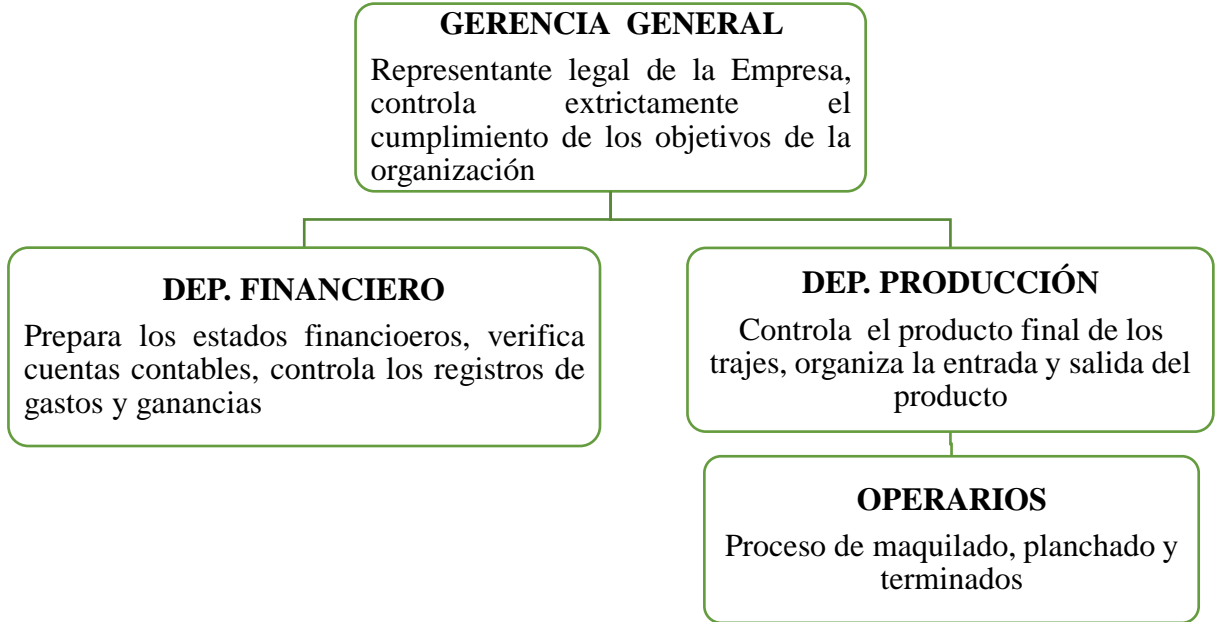 GERENCIA GENERAL
Representante legal de la Empresa,
controla extrictamente el
cumplimiento de los objetivos de la
organización
DEP. FINANCIERO
Prepara los estados financioeros, verifica
cuentas contables, controla los registros de
gastos y ganancias
DEP. PRODUCCIÓN
Controla el producto final de los
trajes, organiza la entrada y salida del
producto
OPERARIOS
Proceso de maquilado, planchado y
terminados